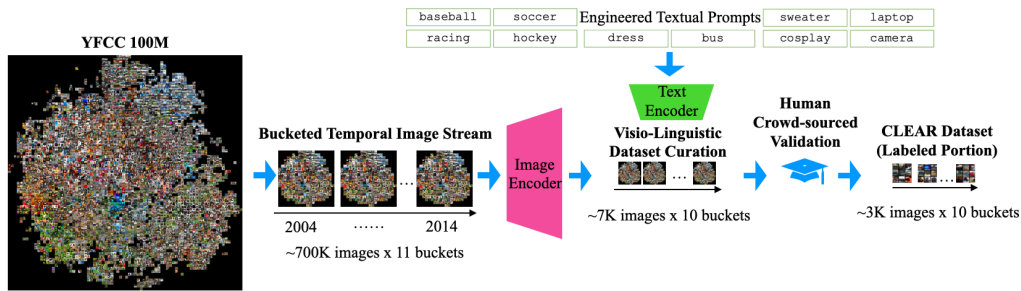 Engineered Textual Prompts
baseball
soccer
sweater
laptop
racing
hockey
dress
bus
cosplay
camera
YFCC 100M
Text
Encoder
Bucketed Temporal Image Stream
2004
......
2014
~700K images x 11 buckets
Image
Encoder
Visio-Linguistic
Dataset Curation
~7K images x 10 buckets
Human
Crowd-sourced
Validation
CLEAR Dataset
(Labeled Portion)
~3K images x 10 buckets